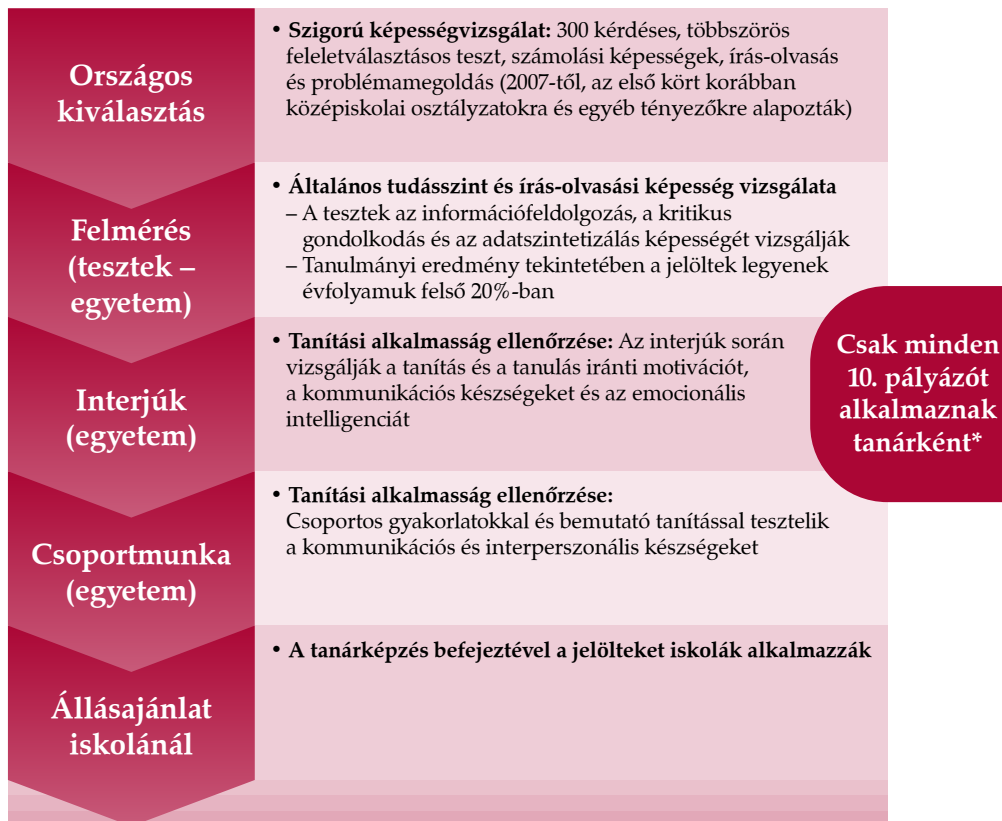 Országos
kiválasztás
• Szigorú képességvizsgálat: 300 kérdéses, többszörös
feleletválasztásos teszt, számolási képességek, írás-olvasás
és problémamegoldás (2007-től, az első kört korábban
középiskolai osztályzatokra és egyéb tényezőkre alapozták)
Felmérés
(tesztek –
egyetem)
• Általános tudásszint és írás-olvasási képesség vizsgálata
– A tesztek az információfeldolgozás, a kritikus
gondolkodás és az adatszintetizálás képességét vizsgálják
– Tanulmányi eredmény tekintetében a jelöltek legyenek
évfolyamuk felső 20%-ban
Interjúk
(egyetem)
• Tanítási alkalmasság ellenőrzése: Az interjúk során
vizsgálják a tanítás és a tanulás iránti motivációt,
a kommunikációs készségeket és az emocionális
intelligenciát
Csak minden
10. pályázót
alkalmaznak
tanárként*
Csoportmunka
(egyetem)
• Tanítási alkalmasság ellenőrzése:
Csoportos gyakorlatokkal és bemutató tanítással tesztelik
a kommunikációs és interperszonális készségeket
Állásajánlat
iskolánál
• A tanárképzés befejeztével a jelölteket iskolák alkalmazzák